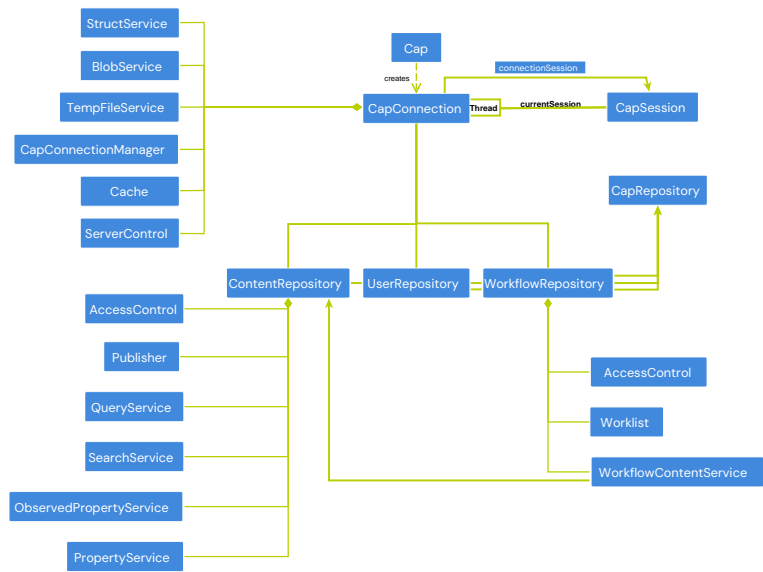 StructService
Cap
BlobService
connectionSession
creates
TempFileService
CapConnection
Thread
currentSession
CapSession
CapConnectionManager
Cache
CapRepository
ServerControl
ContentRepository
UserRepository
WorkflowRepository
AccessControl
Publisher
AccessControl
QueryService
Worklist
SearchService
WorkflowContentService
ObservedPropertyService
PropertyService